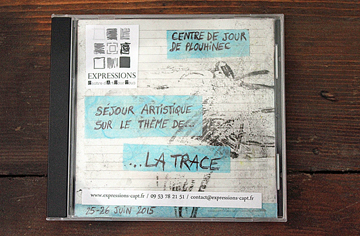 CENTRE DE JOUR
DE PLOUHINEC
EXPRESSIONS
SÉJOUR ARTISTIQUE
SUR LE THÈME DE...
...LA TRACE
www.expressions-capt.fr / 09 53 78 21 51 / contact@expressions-capt.fr
25-26 JUIN 2015